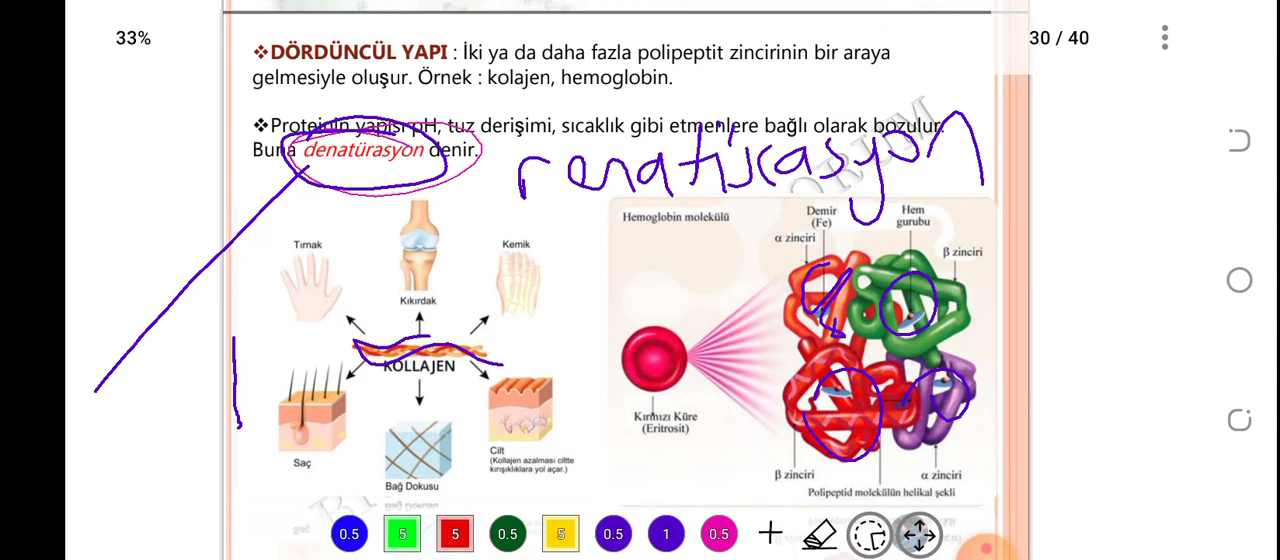 33%
30 / 40
❖DÖRDÜNCÜL YAPI : İki ya da daha fazla polipeptit zincirinin bir araya
gelmesiyle oluşur. Örnek : kolajen, hemoglobin.
❖Proteinin yapısı pH, tuz derişimi, sıcaklık gibi etmenlere bağlı olarak bozulur.
Buna denatürasyon denir.
renatürasyon
Tırnak
Kemik
Kıkırdak
KOLLAJEN
Saç
Bağ Dokusu
Cilt
(Kollajen azalması ciltte
kırışıklıklara yol açar.)
Hemoglobin molekülü
Demir
(Fe)
Hem
gurubu
α zinciri
β zinciri
Kırmızı Küre
(Eritrosit)
β zinciri
α zinciri
Polipeptid molekülün helikal şekli
0.5
5
5
0.5
5
0.5
1
0.5